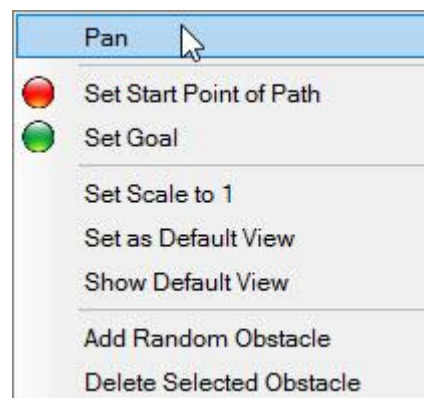 Pan
Set Start Point of Path
Set Goal
Set Scale to 1
Set as Default View
Show Default View
Add Random Obstacle
Delete Selected Obstacle